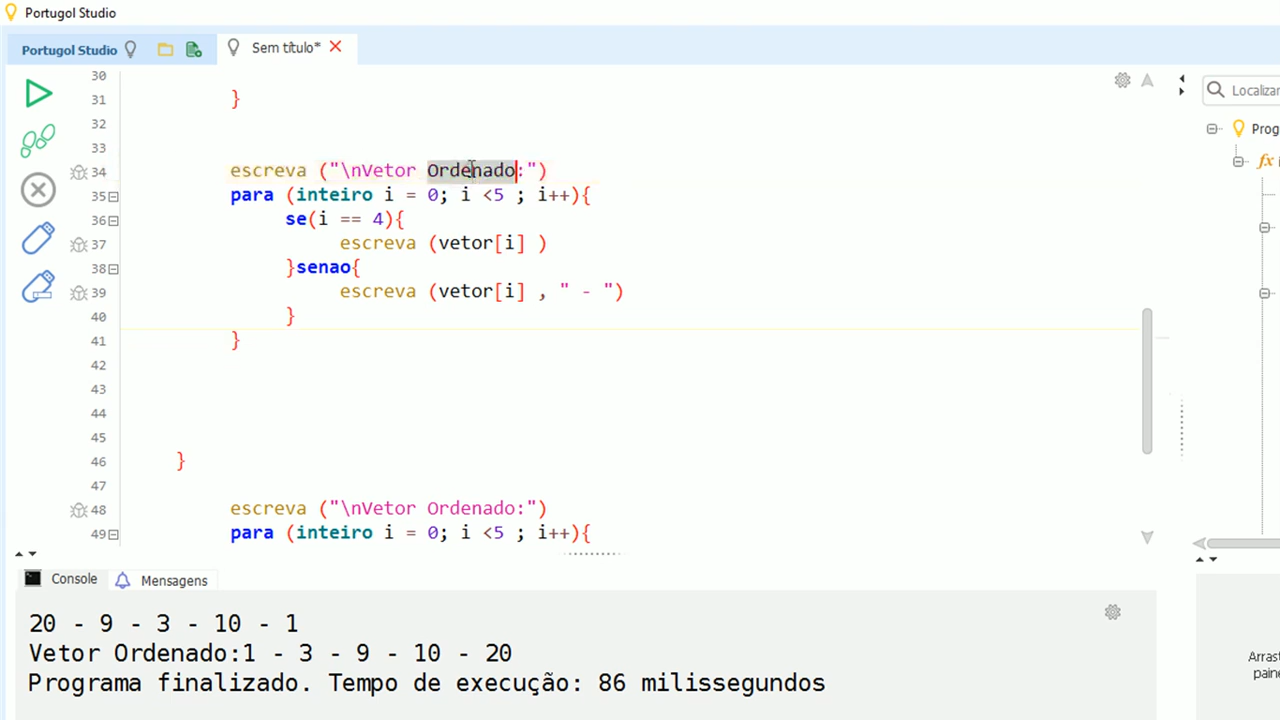 Portugol Studio
Portugol Studio
Sem título*
30
31 }
32
33
34 escreva ("\nVetor Ordenado:")
35 para (inteiro i = 0; i <5 ; i++){
36 se(i == 4){
37 escreva (vetor[i] )
38 }senao{
39 escreva (vetor[i] , " - ")
40 }
41 }
42
43
44
45
46 }
47
48 escreva ("\nVetor Ordenado:")
49 para (inteiro i = 0; i <5 ; i++){
Localizar
Prog
fx i
Console Mensagens
20 - 9 - 3 - 10 - 1
Vetor Ordenado:1 - 3 - 9 - 10 - 20
Programa finalizado. Tempo de execução: 86 milissegundos
Arrast
paine